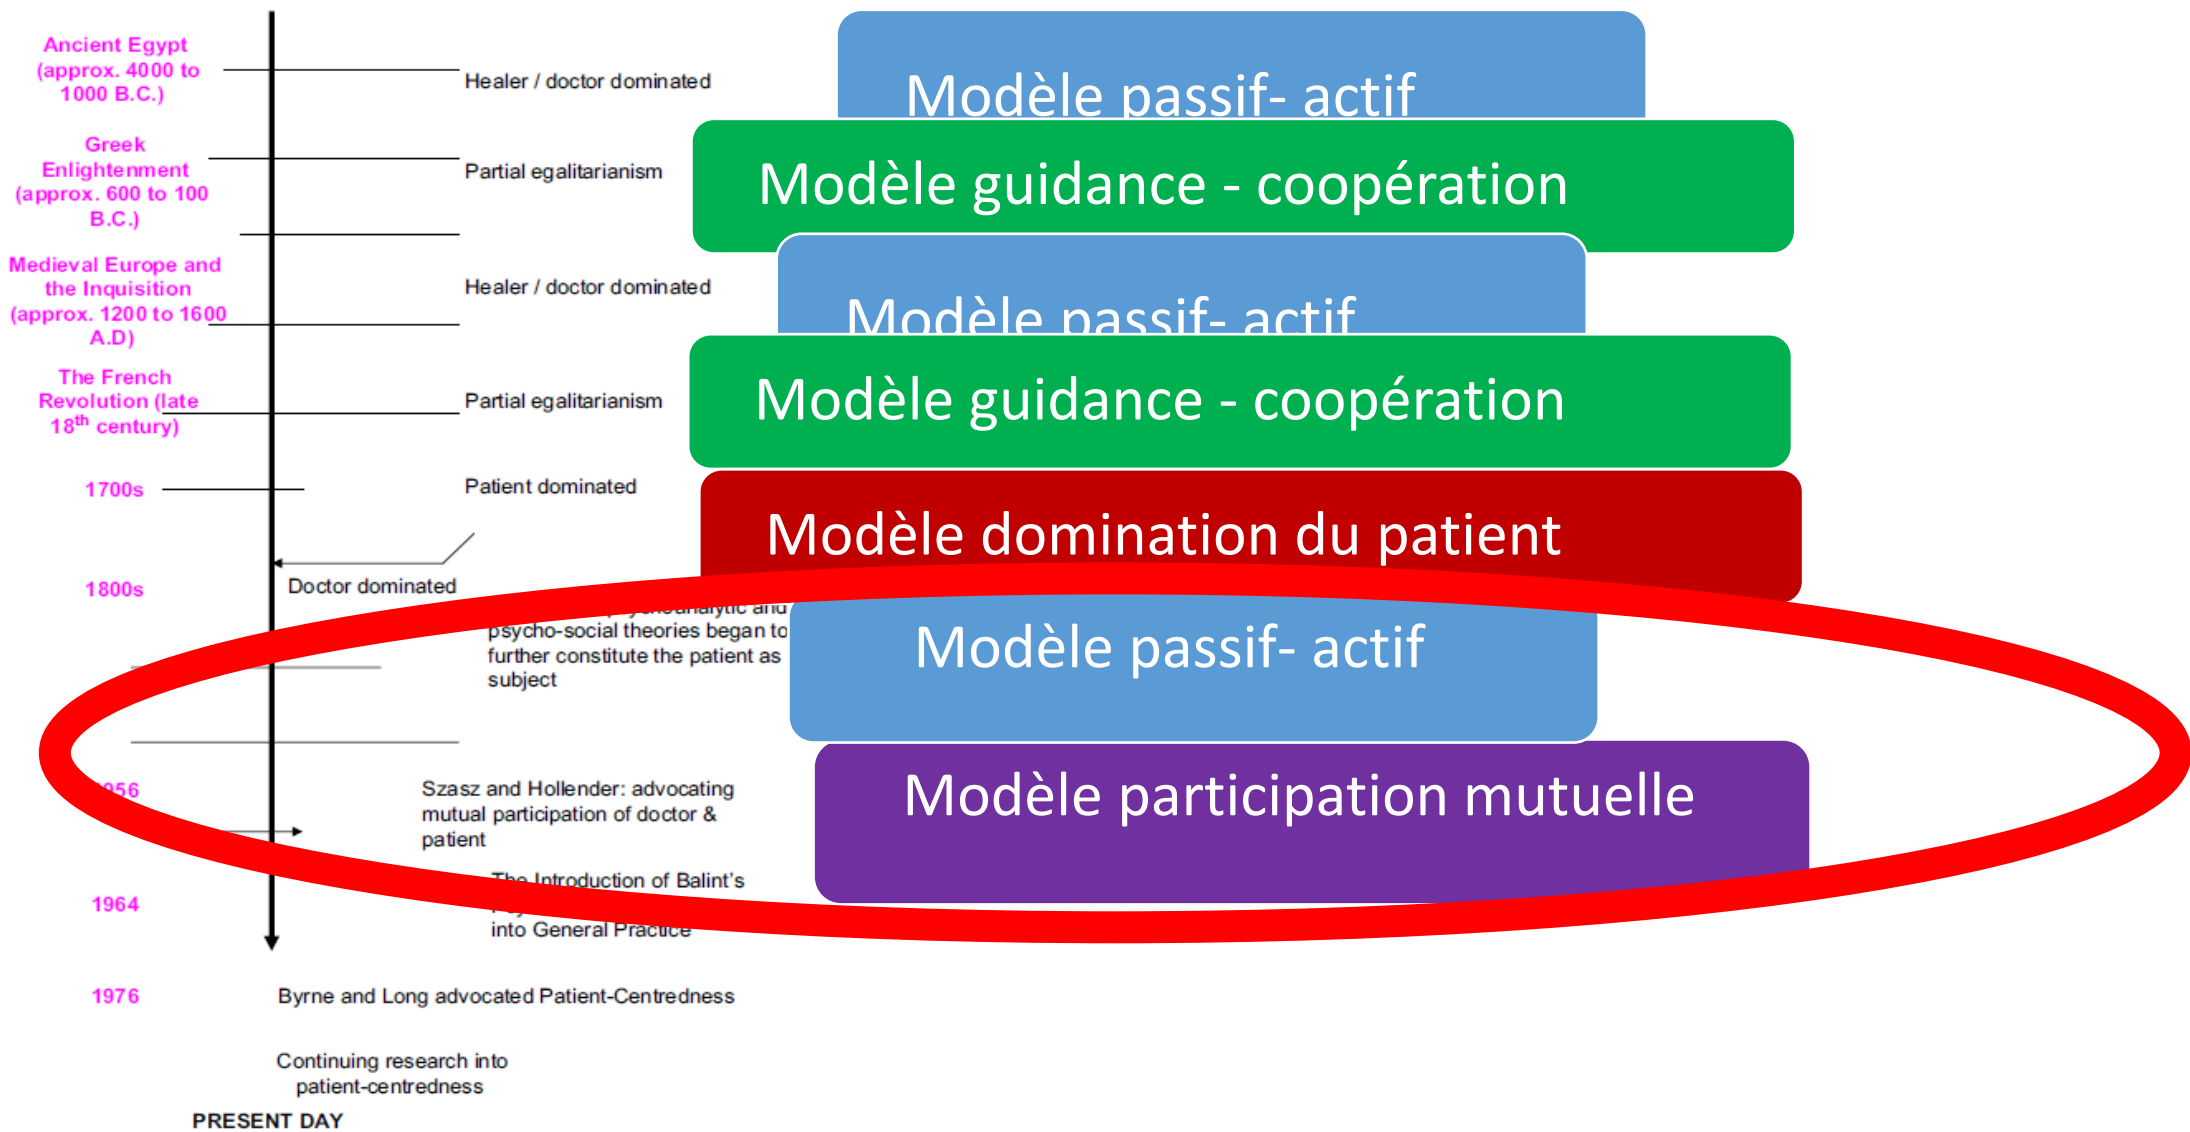 Ancient Egypt
(approx. 4000 to
1000 B.C.)
Healer / doctor dominated
Modèle passif- actif
Greek
Enlightenment
(approx. 600 to 100
B.C.)
Partial egalitarianism
Modèle guidance - coopération
Medieval Europe and
the Inquisition
(approx. 1200 to 1600
A.D)
Healer / doctor dominated
Modèle passif- actif
The French
Revolution (late
18th century)
Partial egalitarianism
Modèle guidance - coopération
1700s
Patient dominated
Modèle domination du patient
1800s
Doctor dominated
psychoanalytic and
psycho-social theories began to
further constitute the patient as
subject
Modèle passif- actif
1956
Szasz and Hollender: advocating
mutual participation of doctor &
patient
Modèle participation mutuelle
1964
The Introduction of Balint's
into General Practice
1976
Byrne and Long advocated Patient-Centredness
Continuing research into
patient-centredness
PRESENT DAY